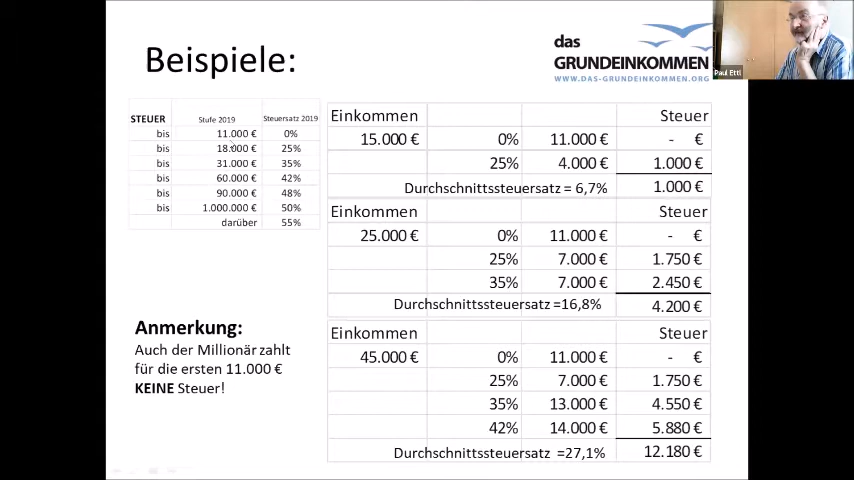 Beispiele:
das
GRUNDEINKOMMEN
WWW.DAS-GRUNDEINKOMMEN.ORG
Paul Ettl
STEUER Stufe 2019 Steuersatz 2019
bis 11.000 € 0%
bis 18.000 € 25%
bis 31.000 € 35%
bis 60.000 € 42%
bis 90.000 € 48%
bis 1.000.000 € 50%
darüber 55%
Anmerkung:
Auch der Millionär zahlt
für die ersten 11.000 €
KEINE Steuer!
Einkommen Steuer
15.000 € 0% 11.000 € - €
25% 4.000 € 1.000 €
Durchschnittssteuersatz = 6,7% 1.000 €
Einkommen Steuer
25.000 € 0% 11.000 € - €
25% 7.000 € 1.750 €
35% 7.000 € 2.450 €
Durchschnittssteuersatz =16,8% 4.200 €
Einkommen Steuer
45.000 € 0% 11.000 € - €
25% 7.000 € 1.750 €
35% 13.000 € 4.550 €
42% 14.000 € 5.880 €
Durchschnittssteuersatz =27,1% 12.180 €